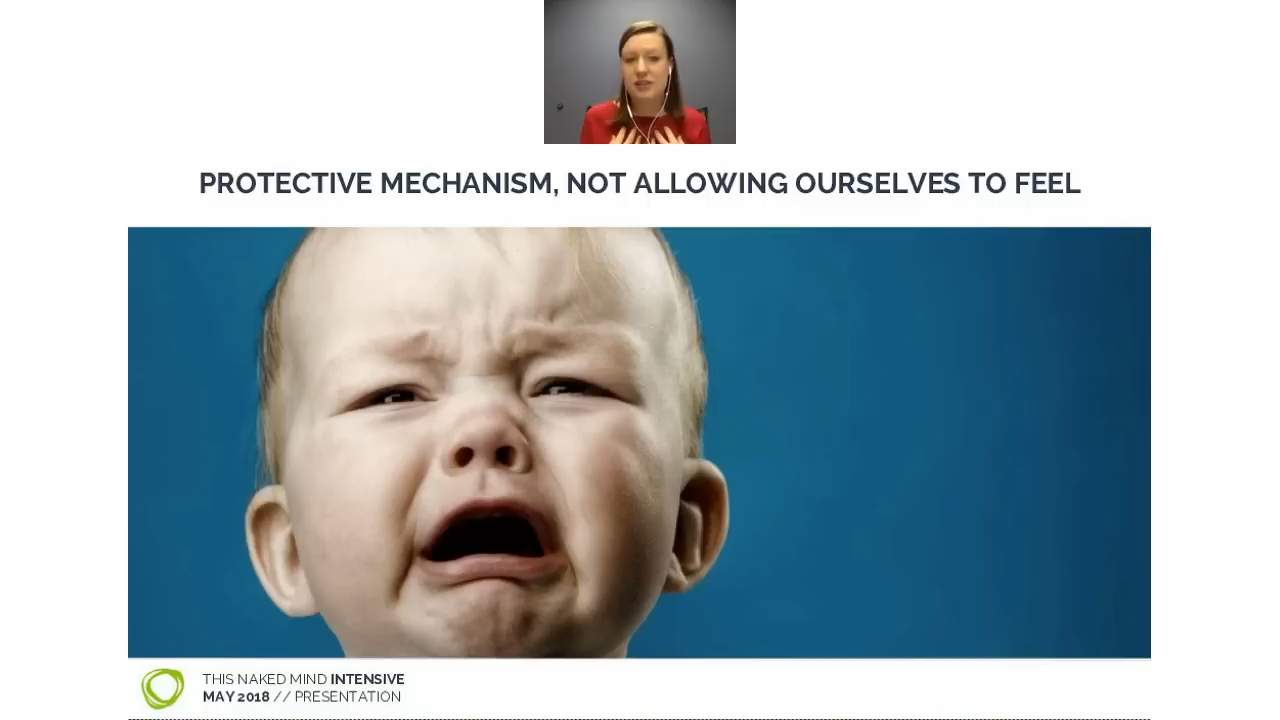 PROTECTIVE MECHANISM, NOT ALLOWING OURSELVES TO FEEL
THIS NAKED MIND INTENSIVE
MAY 2018 // PRESENTATION